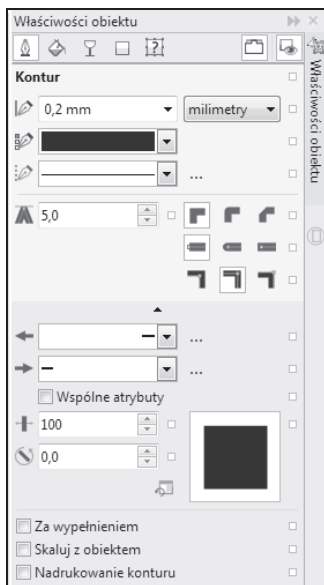 Właściwości obiektu
Kontur
0,2 mm milimetry
...
5,0
...
...
Wspólne atrybuty
100
0,0
Za wypełnieniem
Skaluj z obiektem
Nadrukowanie konturu
Właściwości obiektu